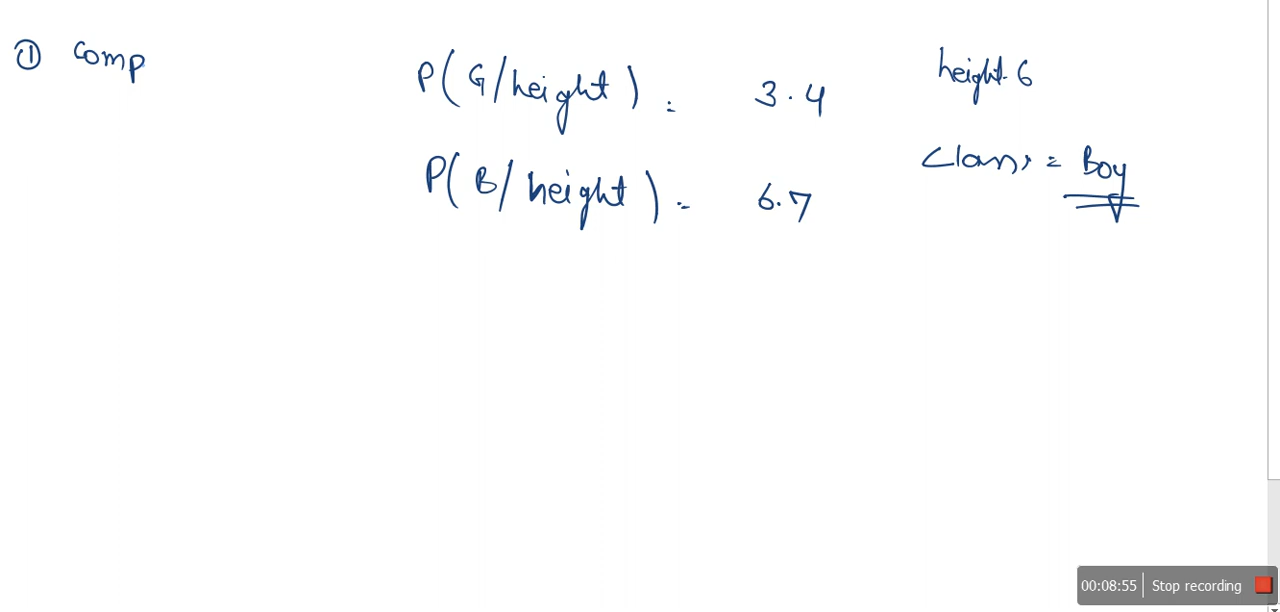 ① Comp
P(G/height) = 3.4
height 6
P(B/height) = 6.7
Class = Boy
00:08:55 Stop recording